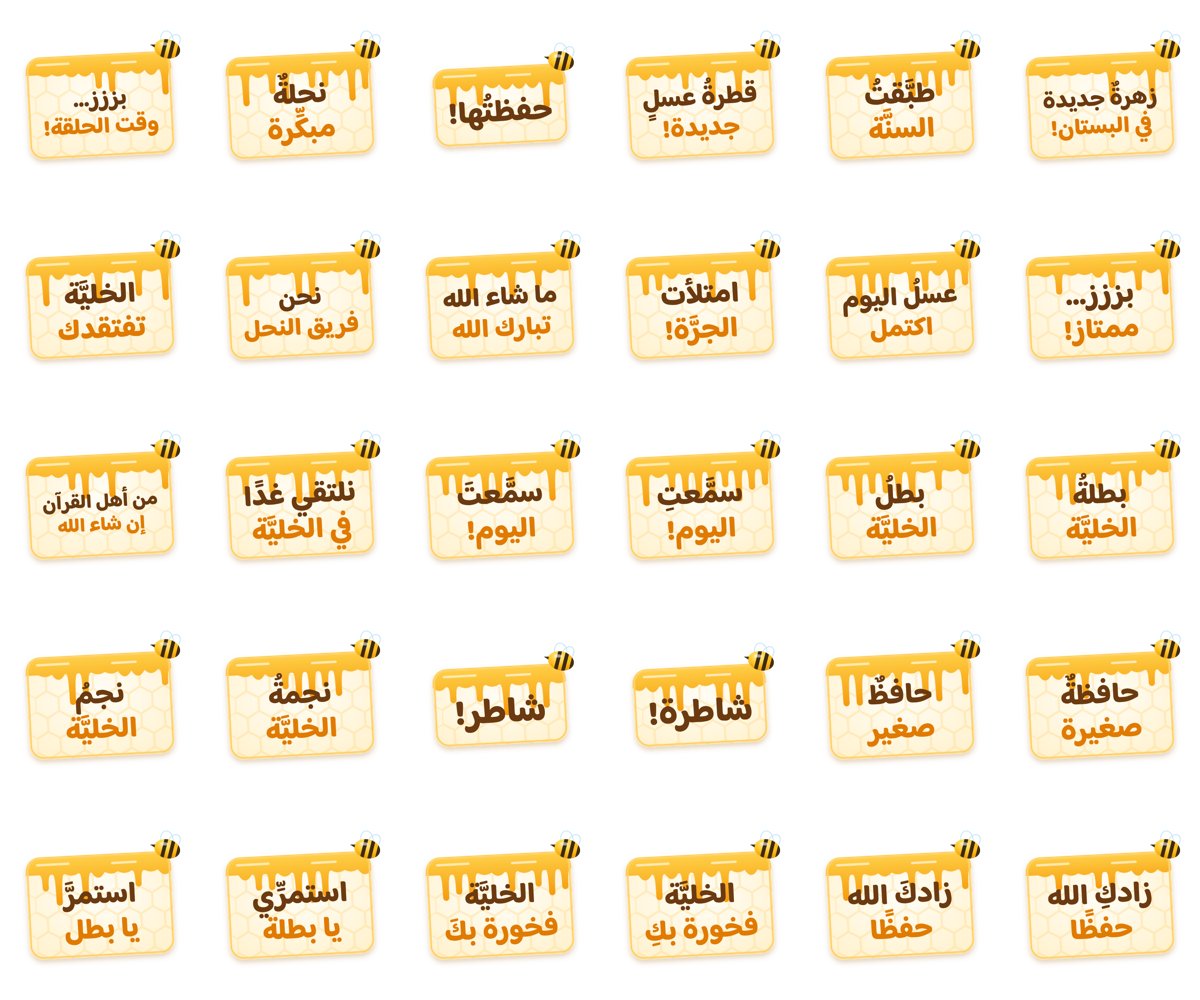 بززز...
وقت الحلقة!
نحلةٌ
مبكِّرة
حفظتُها!
قطرةُ عسلٍ
جديدة!
طبَّقتُ
السنَّة
زهرةٌ جديدة
في البستان!
الخليَّة
تفتقدك
نحن
فريق النحل
ما شاء الله
تبارك الله
امتلأت
الجرَّة!
عسلُ اليوم
اكتمل
بززز...
ممتاز!
من أهل القرآن
إن شاء الله
نلتقي غدًا
في الخليَّة
سمَّعتَ
اليوم!
سمَّعتِ
اليوم!
بطلُ
الخليَّة
بطلةُ
الخليَّة
نجمُ
الخليَّة
نجمةُ
الخليَّة
شاطر!
شاطرة!
حافظٌ
صغير
حافظةٌ
صغيرة
استمرَّ
يا بطل
استمرِّي
يا بطلة
الخليَّة
فخورة بكَ
الخليَّة
فخورة بكِ
زادكَ الله
حفظًا
زادكِ الله
حفظًا